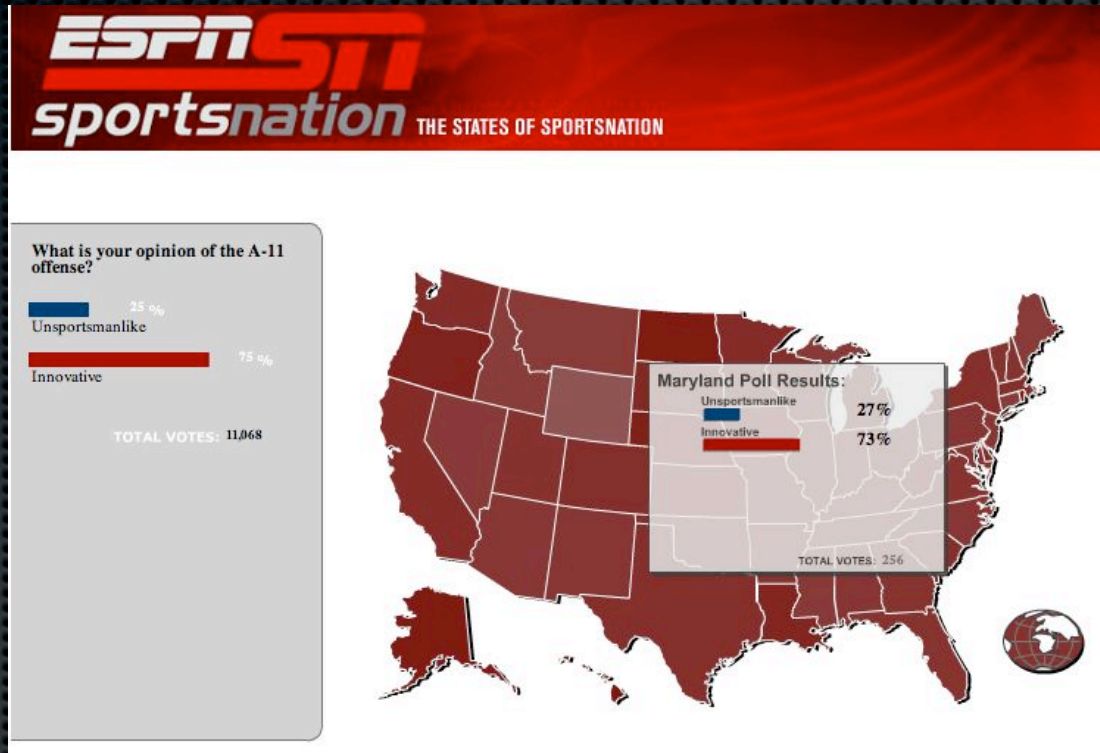 ESPN SN
sportsnation THE STATES OF SPORTSNATION
What is your opinion of the A-11
offense?
25 %
Unsportsmanlike
75 %
Innovative
TOTAL VOTES: 11,068
Maryland Poll Results:
Unsportsmanlike
27%
Innovative
73%
TOTAL VOTES: 256